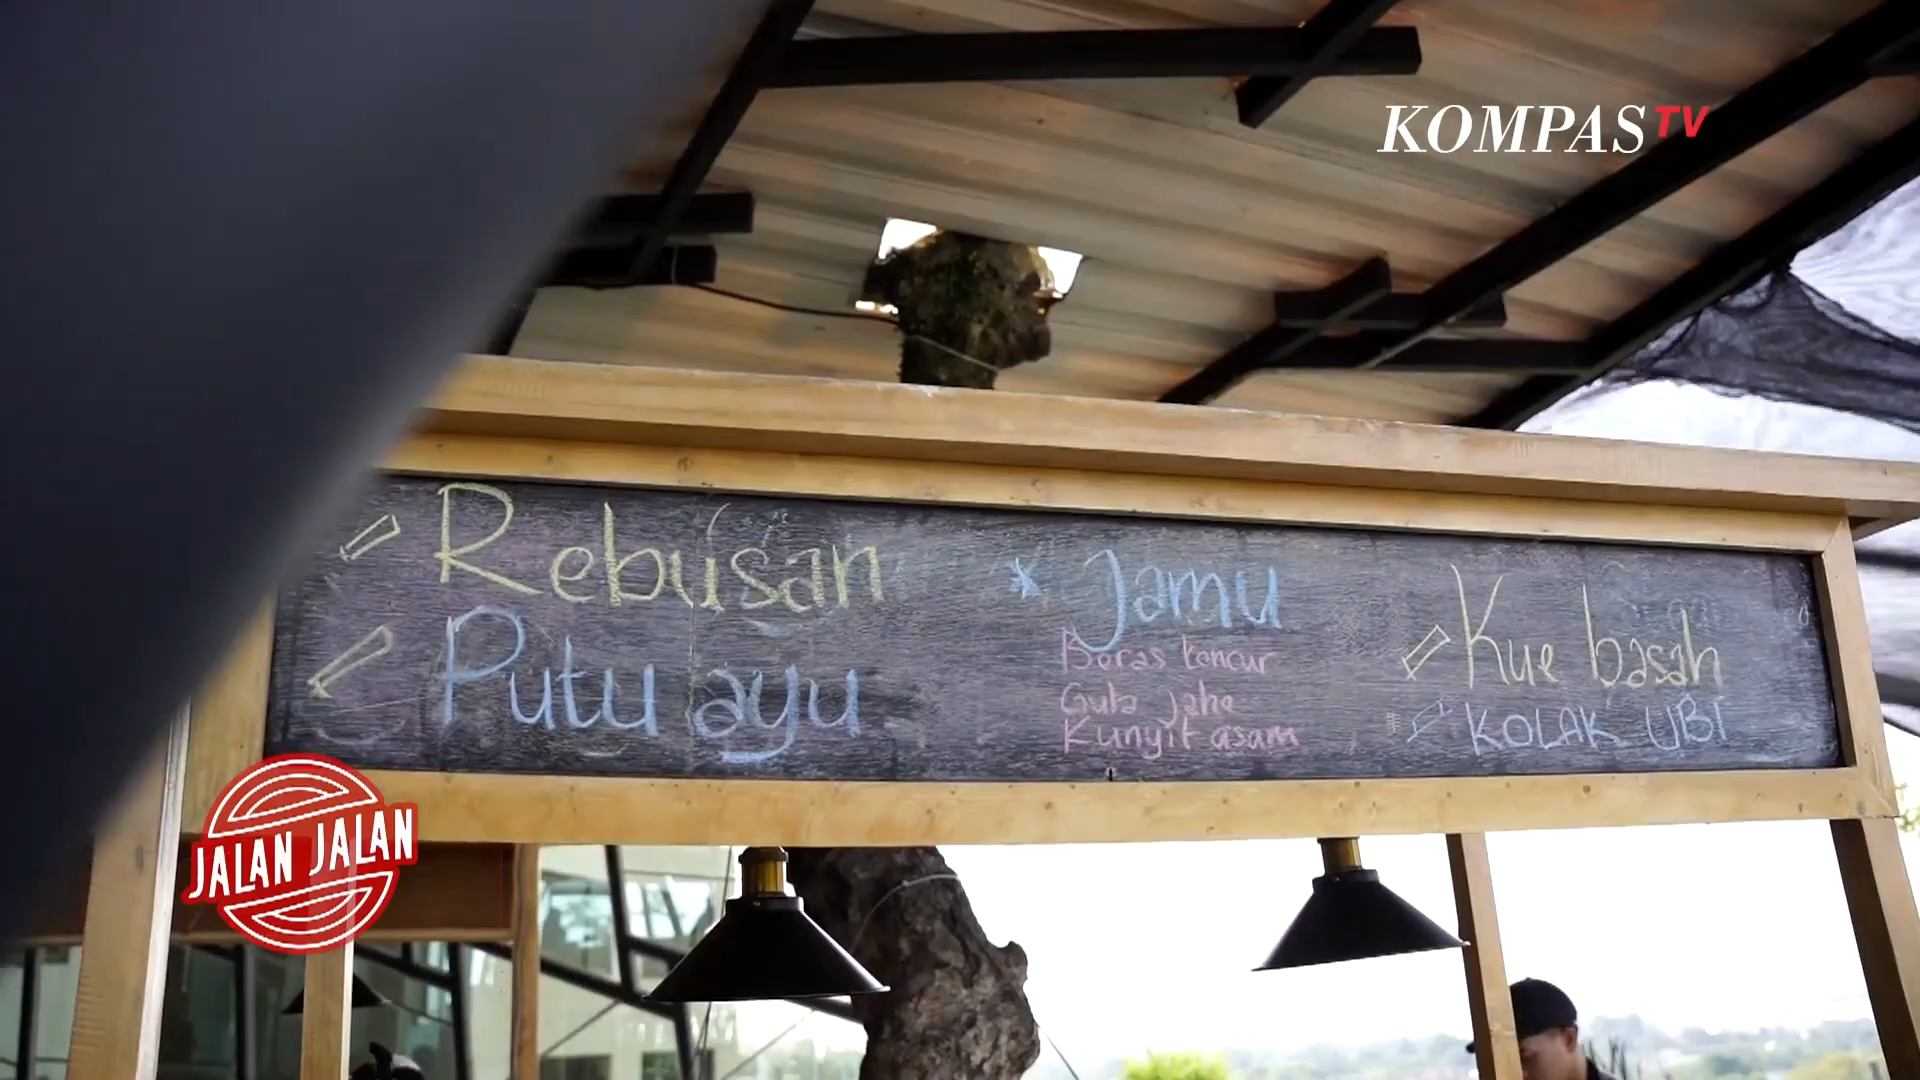 KOMPAS TV
Rebusan
Putu ayu
* Jamu
Beras kencur
Gula jahe
Kunyit asam
Kue basah
KOLAK UBI
JALAN JALAN